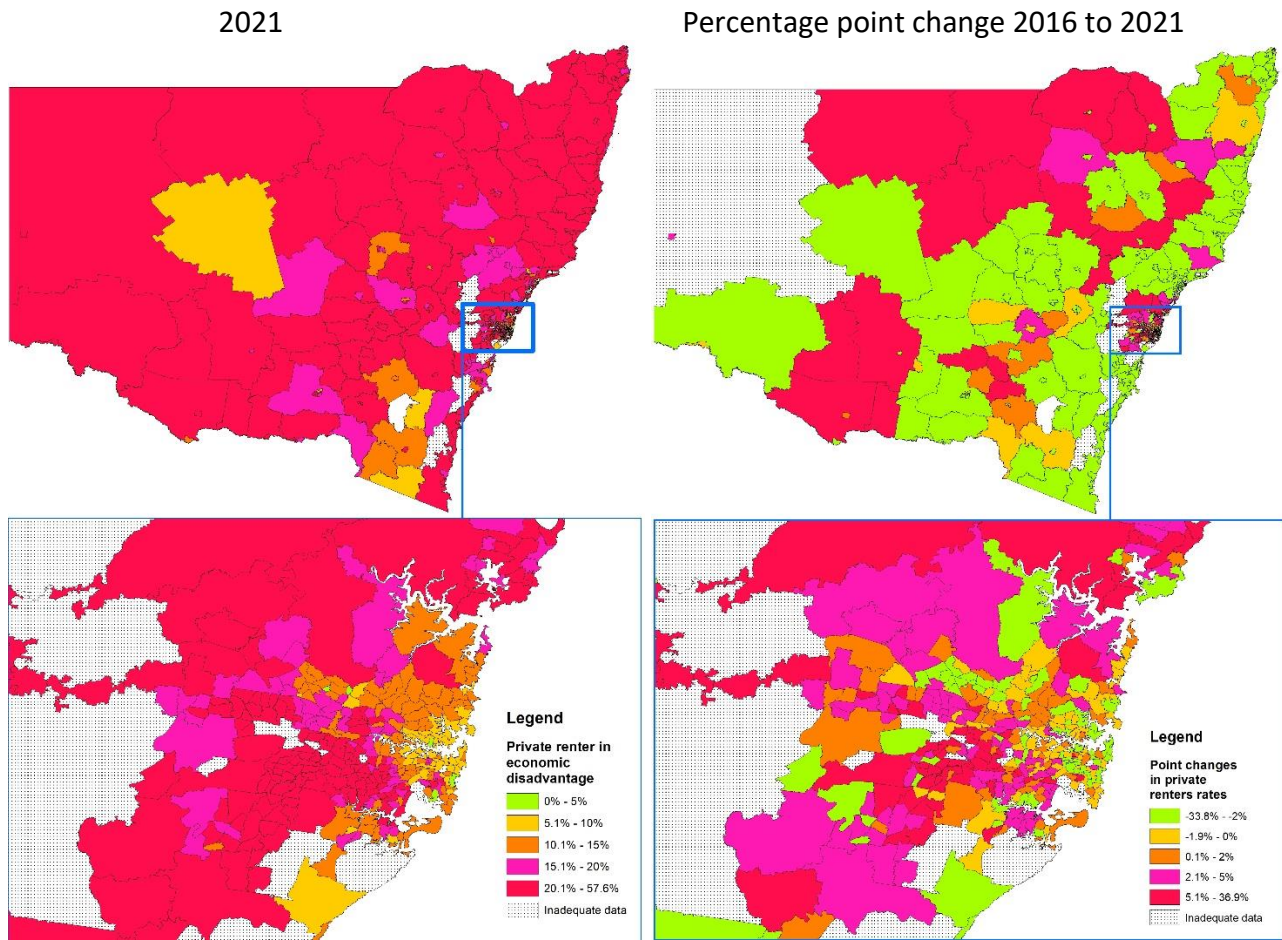 2021
Percentage point change 2016 to 2021
Legend
Private renter in
economic
disadvantage
0% - 5%
5.1% - 10%
10.1% - 15%
15.1% - 20%
20.1% - 57.6%
Inadequate data
Legend
Point changes
in private
renters rates
-33.8% - -2%
-1.9% - 0%
0.1% - 2%
2.1% - 5%
5.1% - 36.9%
Inadequate data